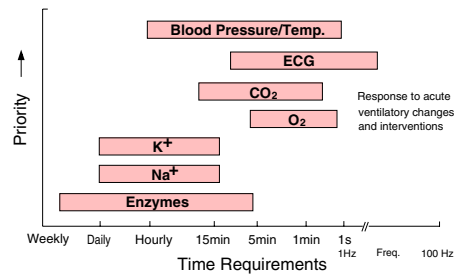 Blood Pressure/Temp.
ECG
CO2
O2
Response to acute
ventilatory changes
and interventions
K+
Na+
Enzymes
Priority
Weekly Daily Hourly 15min 5min 1min 1s
1Hz Freq. 100 Hz
Time Requirements